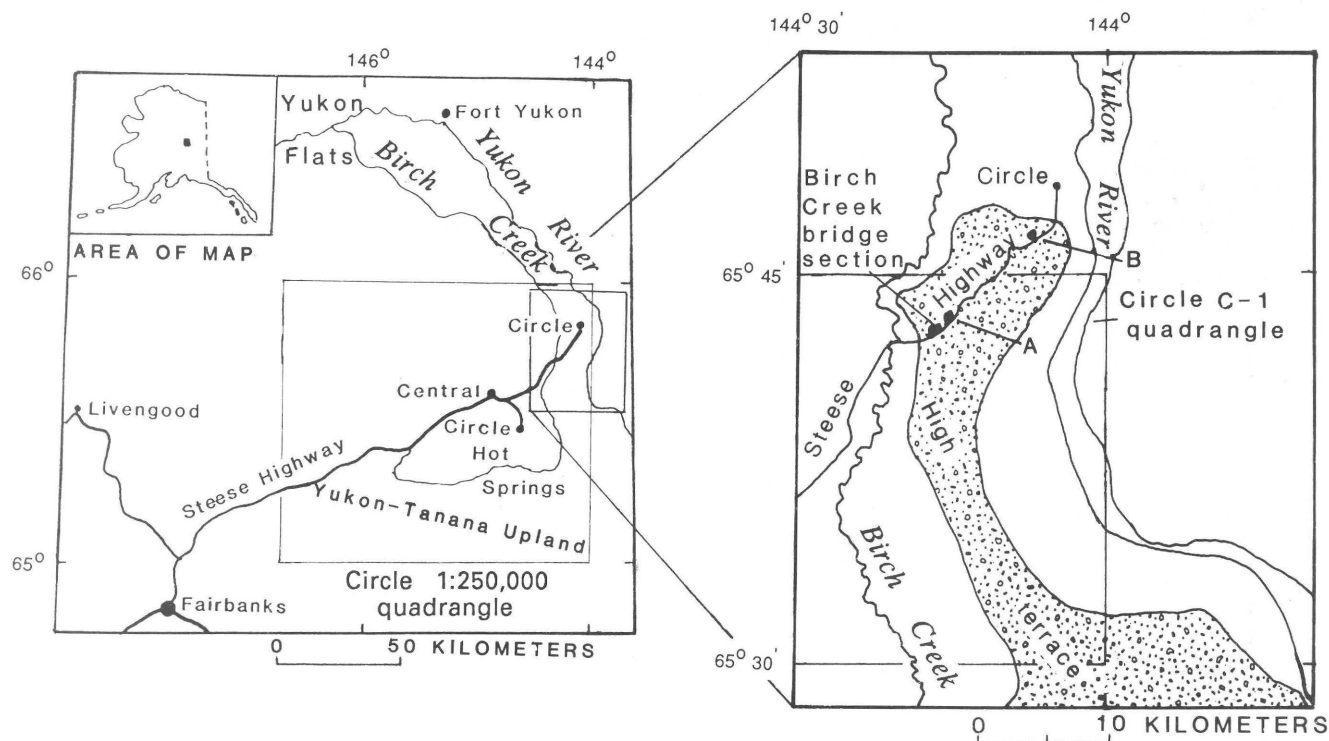 146°
144°
Yukon
Flats
Fort Yukon
Birch
Creek
Yukon
River
AREA OF MAP
66°
Circle
Central
Livengood
Circle
Hot
Springs
Steese Highway
Yukon-Tanana Upland
65°
Circle 1:250,000
quadrangle
Fairbanks
0 50 KILOMETERS
144° 30'
144°
Yukon
River
Circle
Birch
Creek
bridge
section
Highway
B
65° 45'
Circle C-1
quadrangle
A
Steese
High
terrace
Birch
Creek
65° 30'
0 10 KILOMETERS